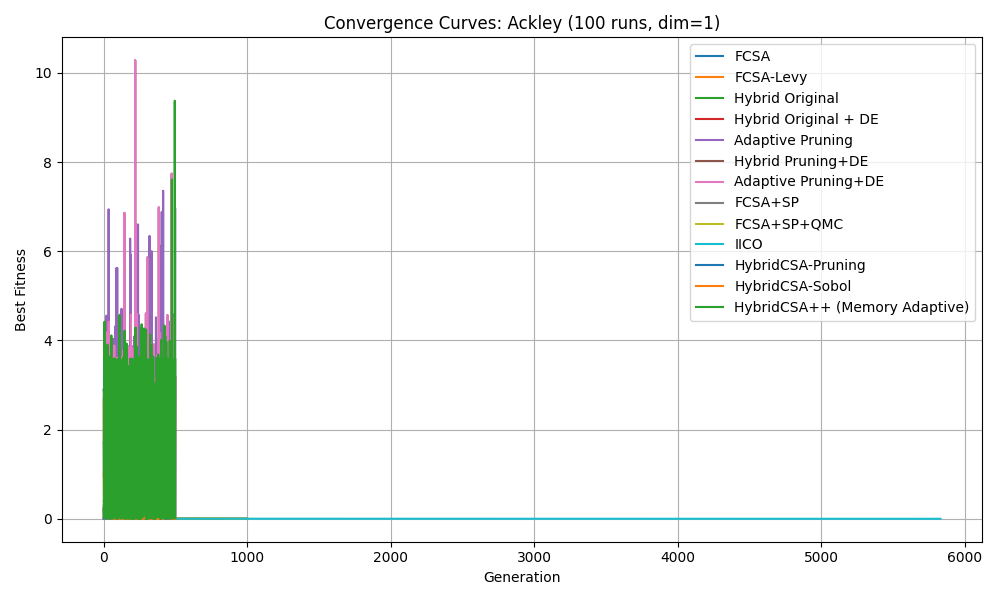 Convergence Curves: Ackley (100 runs, dim=1)
FCSA
FCSA-Levy
Hybrid Original
Hybrid Original + DE
Adaptive Pruning
Hybrid Pruning+DE
Adaptive Pruning+DE
FCSA+SP
FCSA+SP+QMC
IICO
HybridCSA-Pruning
HybridCSA-Sobol
HybridCSA++ (Memory Adaptive)
Best Fitness
10
8
6
4
2
0
0 1000 2000 3000 4000 5000 6000
Generation